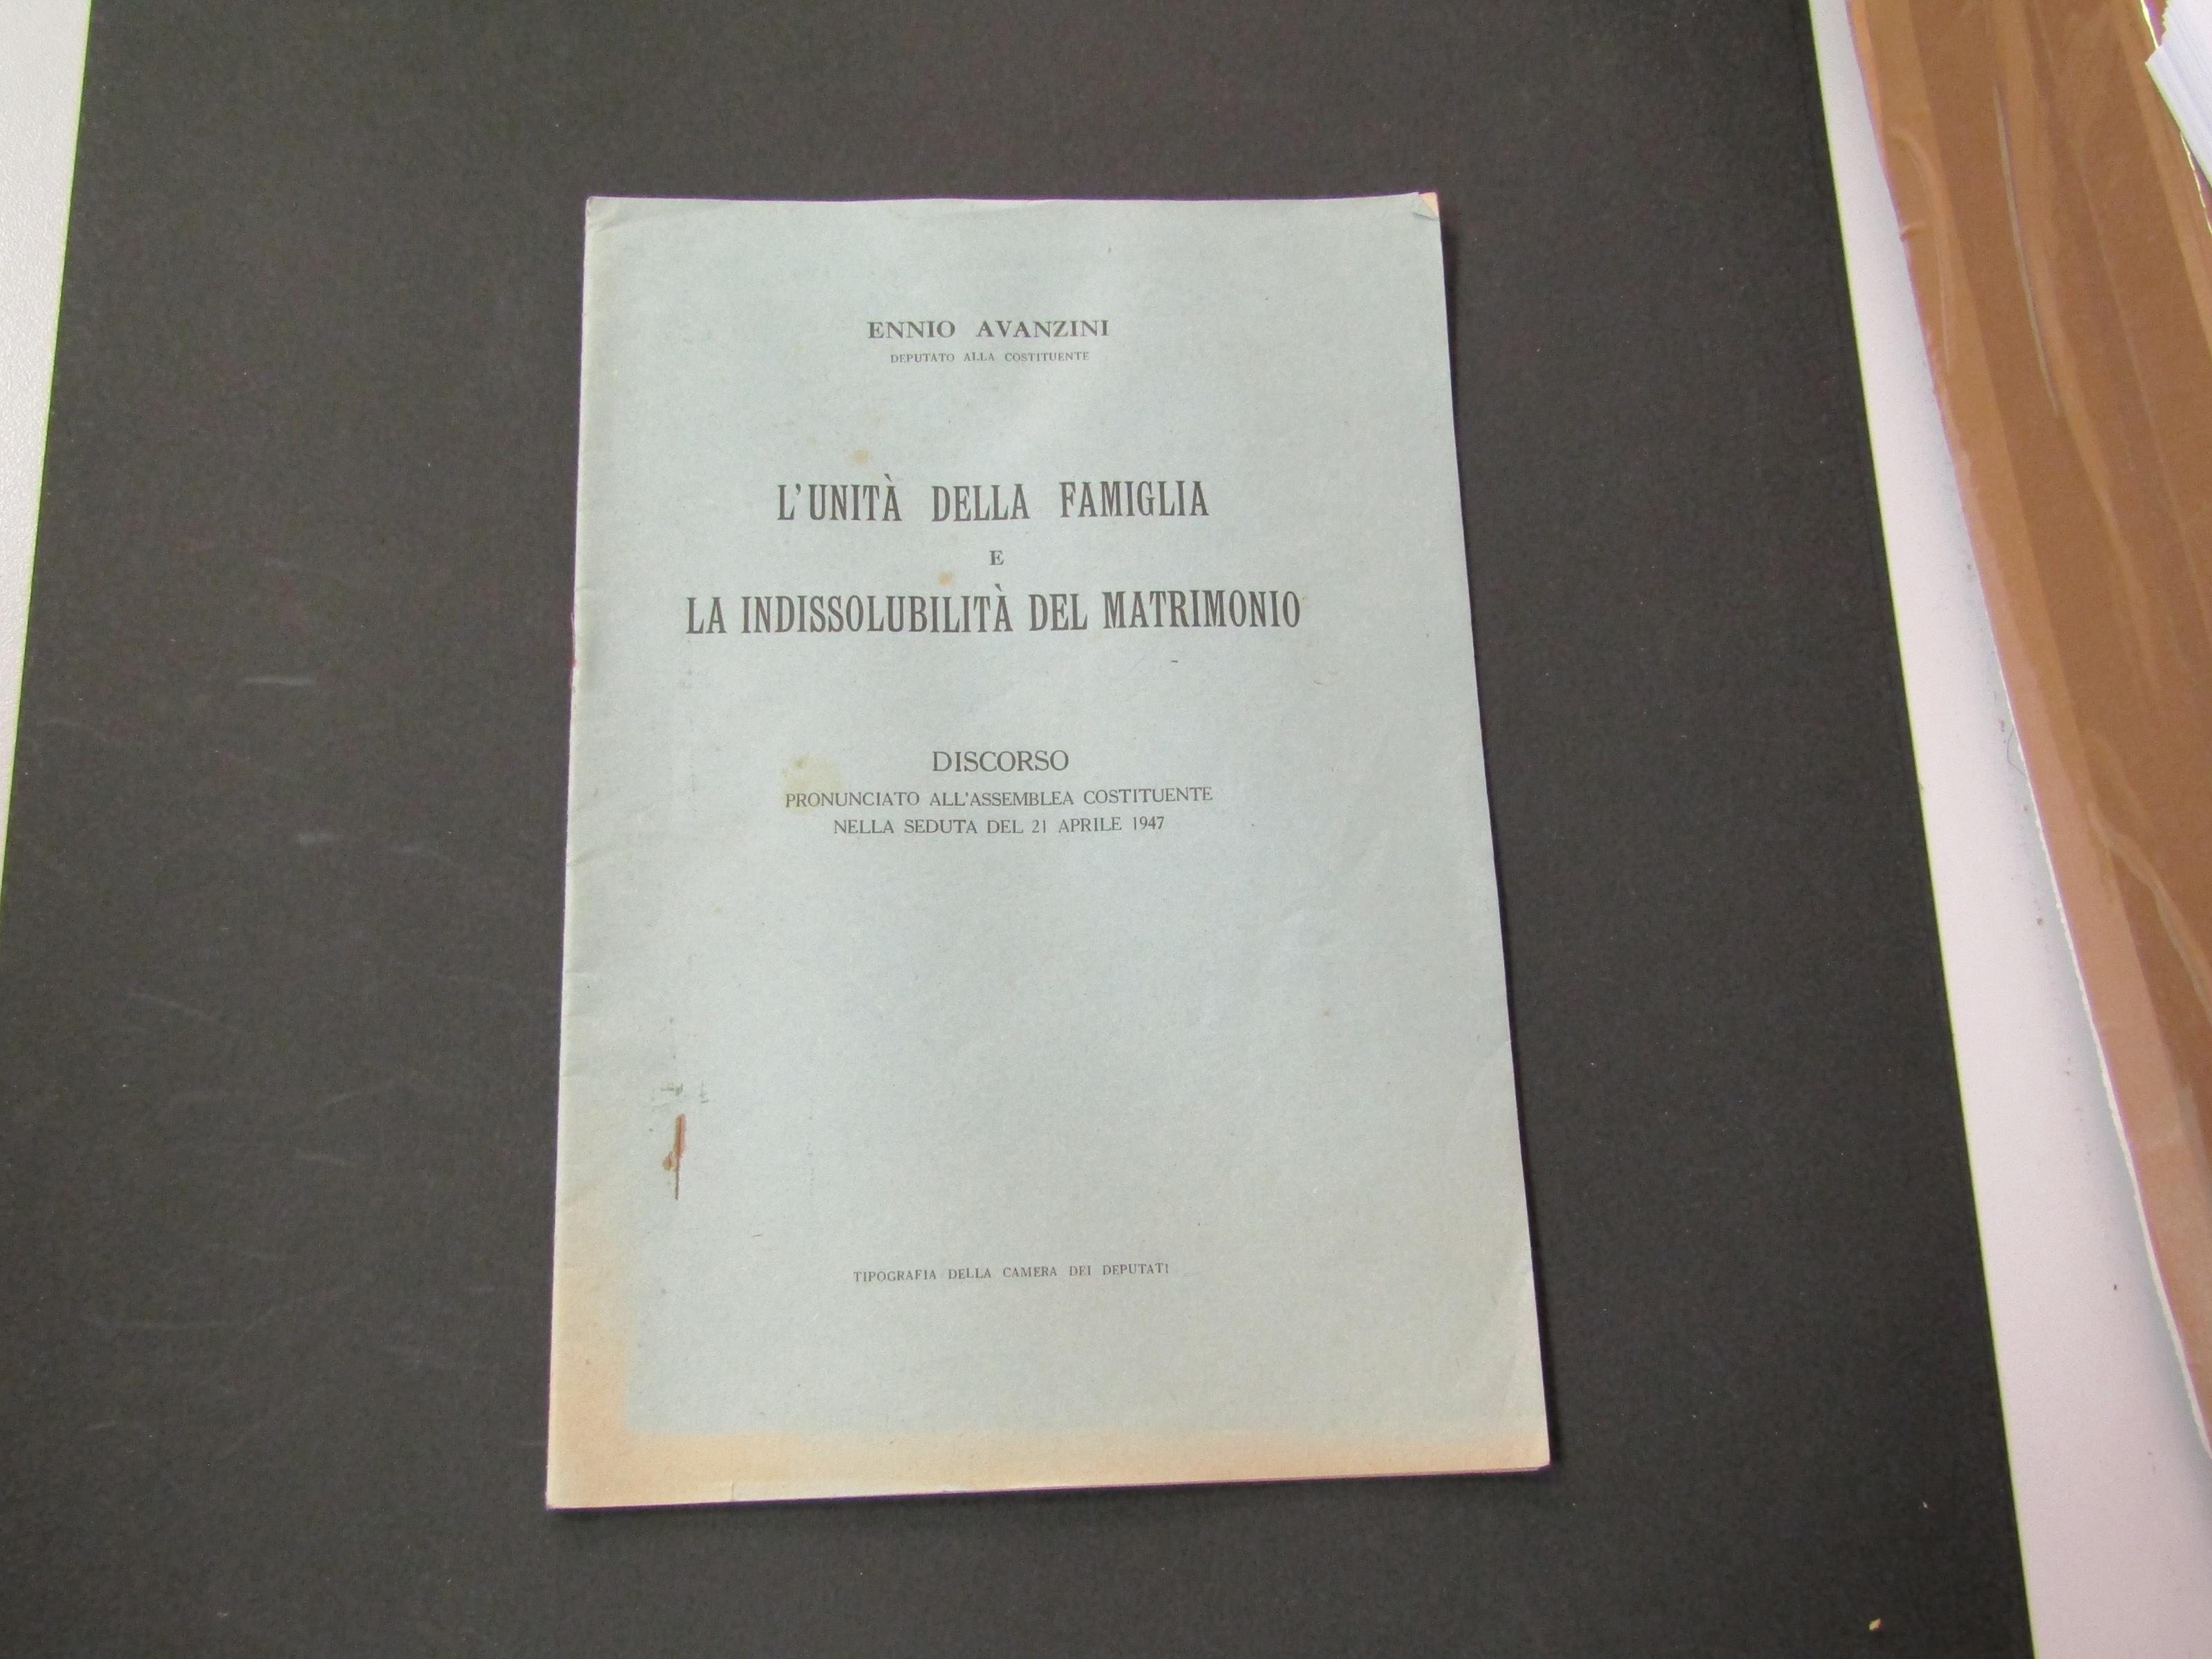 ENNIO AVANZINI
DEPUTATO ALLA COSTITUENTE
L'UNITÀ DELLA FAMIGLIA
E
LA INDISSOLUBILITÀ DEL MATRIMONIO
DISCORSO
PRONUNCIATO ALL'ASSEMBLEA COSTITUENTE
NELLA SEDUTA DEL 21 APRILE 1947
TIPOGRAFIA DELLA CAMERA DEI DEPUTATI